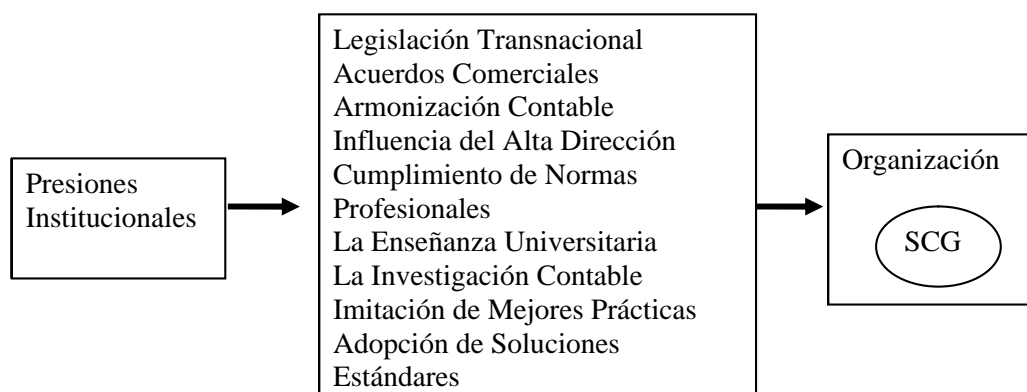 Presiones
Institucionales
Legislación Transnacional
Acuerdos Comerciales
Armonización Contable
Influencia del Alta Dirección
Cumplimiento de Normas
Profesionales
La Enseñanza Universitaria
La Investigación Contable
Imitación de Mejores Prácticas
Adopción de Soluciones
Estándares
Organización
SCG